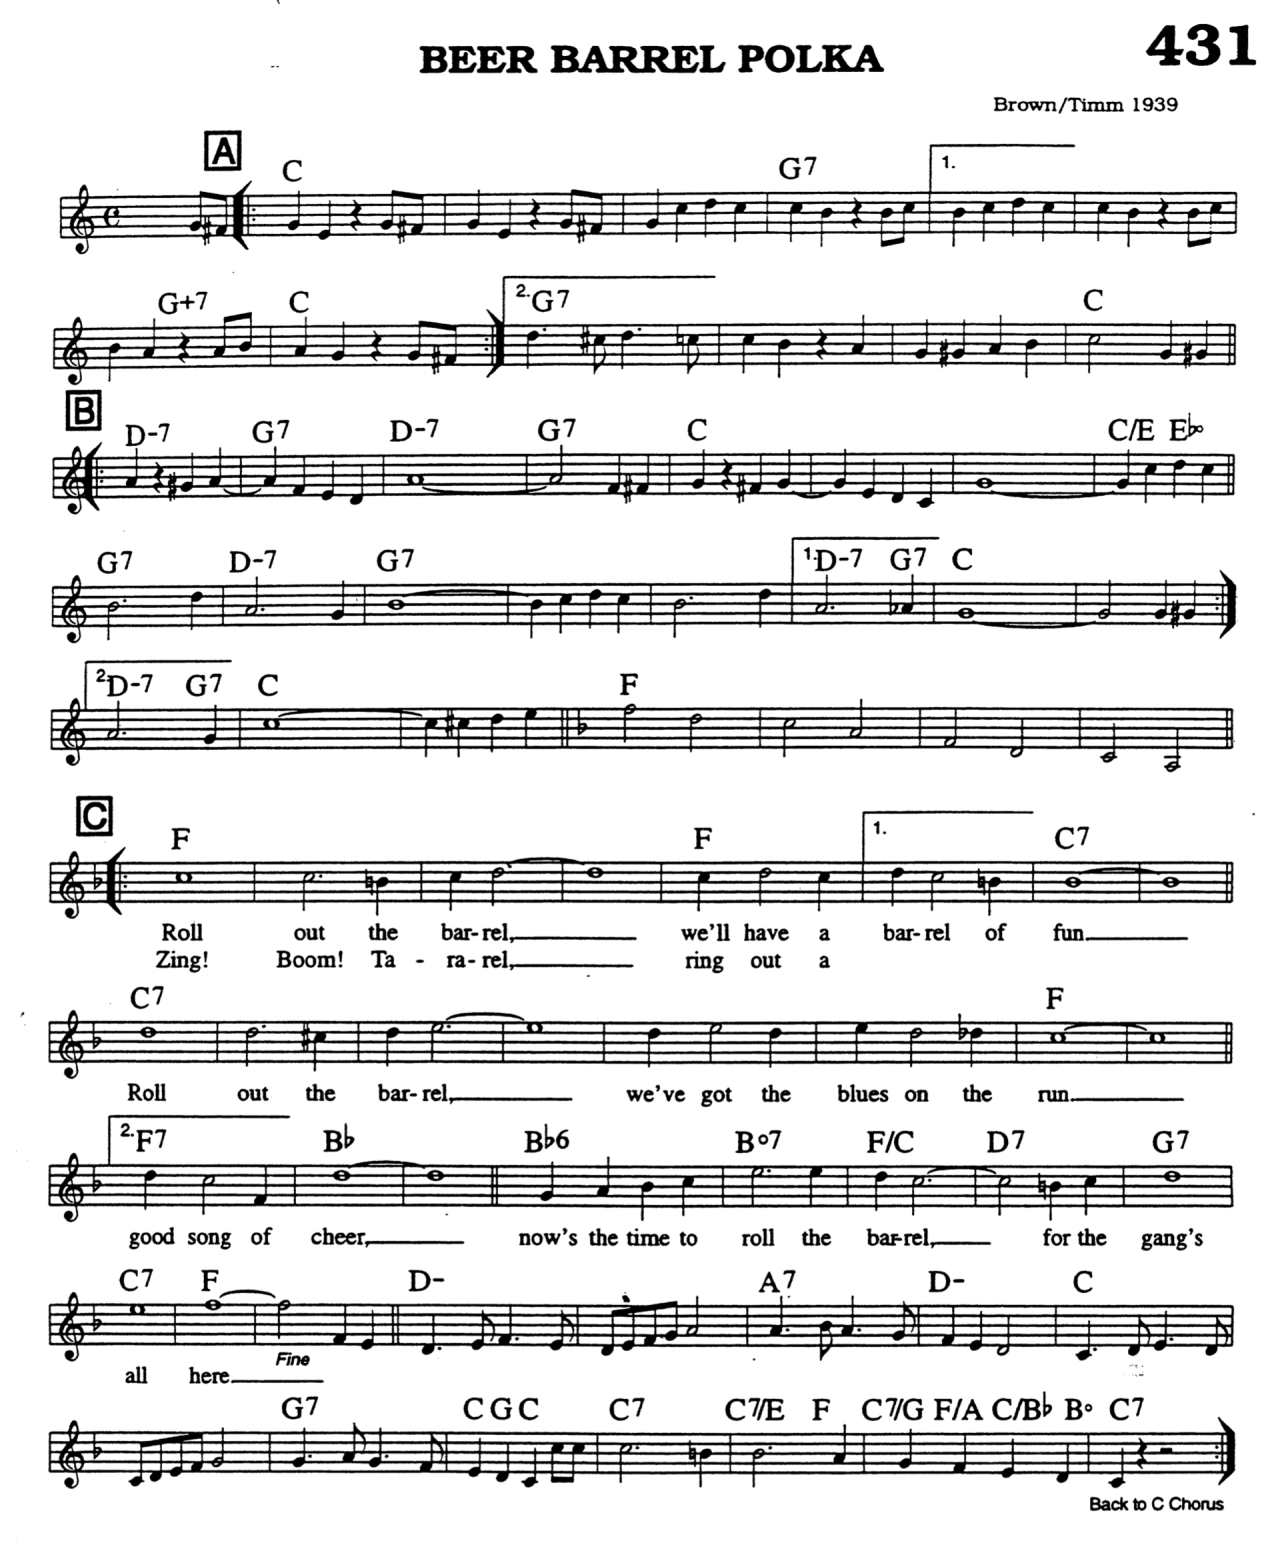 BEER BARREL POLKA
431
Brown/Timm 1939
A
C G7 1.
G+7 C 2. G7 C
B
D-7 G7 D-7 G7 C C/E E♭°
G7 D-7 G7 1. D-7 G7 C
2. D-7 G7 C F
C
F F 1. C7
Roll out the bar- rel, we'll have a bar- rel of fun
Zing! Boom! Ta - ra- rel, ring out a
C7 F
Roll out the bar- rel, we've got the blues on the run
2. F7 B♭ B♭6 B°7 F/C D7 G7
good song of cheer, now's the time to roll the bar-rel, for the gang's
C7 F D- A7 D- C
all here
Fine
G7 C G C C7 C7/E F C7/G F/A C/B♭ B° C7
Back to C Chorus